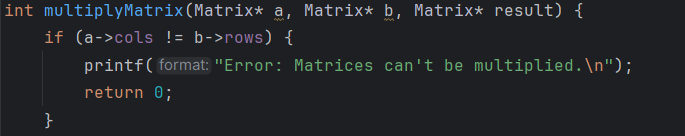 int multiplyMatrix(Matrix* a, Matrix* b, Matrix* result) {
    if (a->cols != b->rows) {
        printf( format: "Error: Matrices can't be multiplied.\n");
        return 0;
    }